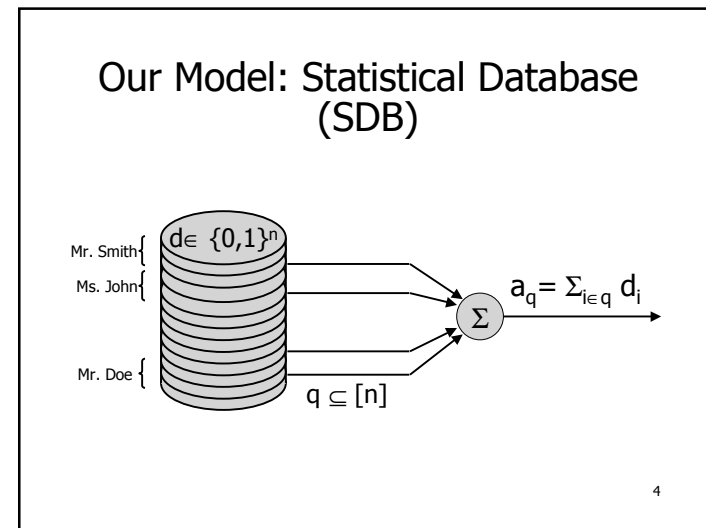 Our Model: Statistical Database
(SDB)
d∈ {0,1}ⁿ
Mr. Smith
Ms. John
Mr. Doe
q ⊆ [n]
Σ
a_q= Σ_{i∈q} d_i
4